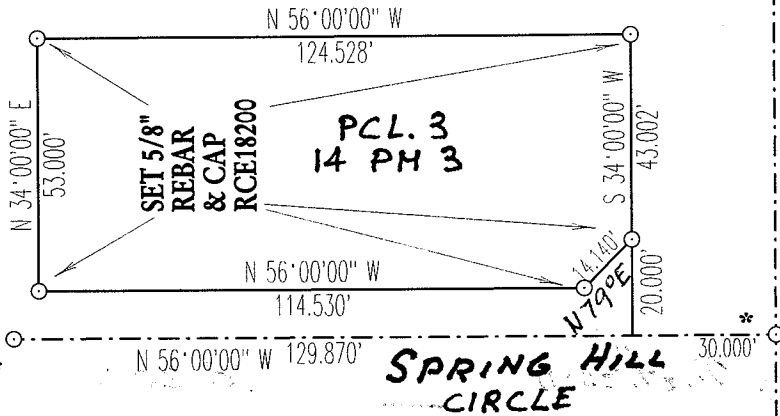 N 56°00'00" W
124.528'
N 34°00'00" E
53.000'
SET 5/8"
REBAR
& CAP
RCE18200
PCL. 3
14 PM 3
S 34°00'00" W
43.002'
N 56°00'00" W
114.530'
14.140'
N 79° E
20.000'
N 56°00'00" W 129.870'
SPRING HILL
CIRCLE
30.000'
*